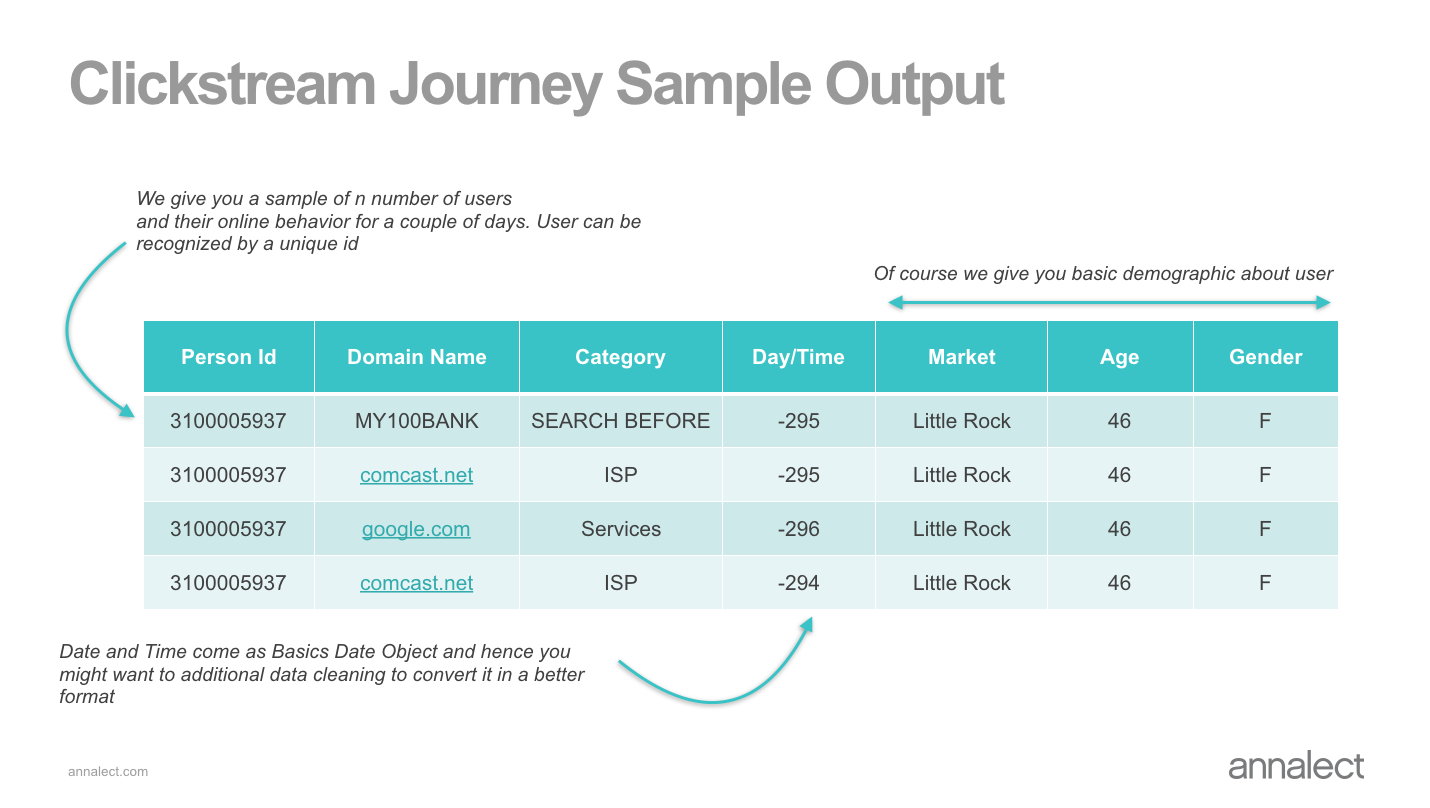 Clickstream Journey Sample Output
We give you a sample of n number of users
and their online behavior for a couple of days. User can be
recognized by a unique id
Of course we give you basic demographic about user
Person Id Domain Name Category Day/Time Market Age Gender
3100005937 MY100BANK SEARCH BEFORE -295 Little Rock 46 F
3100005937 comcast.net ISP -295 Little Rock 46 F
3100005937 google.com Services -296 Little Rock 46 F
3100005937 comcast.net ISP -294 Little Rock 46 F
Date and Time come as Basics Date Object and hence you
might want to additional data cleaning to convert it in a better
format
annalect.com
annalect